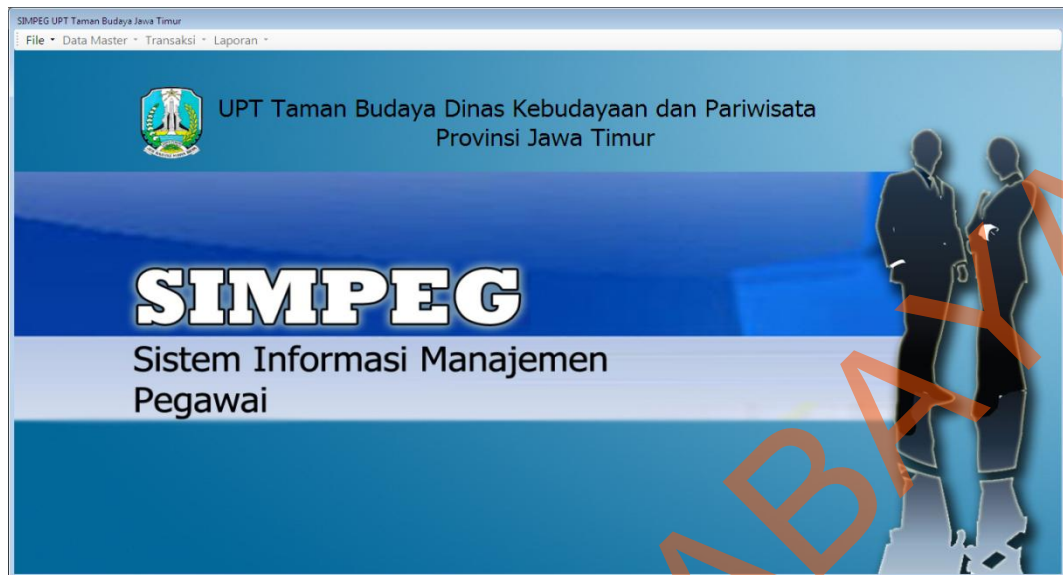 SIMPEG UPT Taman Budaya Jawa Timur
File Data Master Transaksi Laporan
UPT Taman Budaya Dinas Kebudayaan dan Pariwisata
Provinsi Jawa Timur
SIMPEG
Sistem Informasi Manajemen
Pegawai
ABAYA